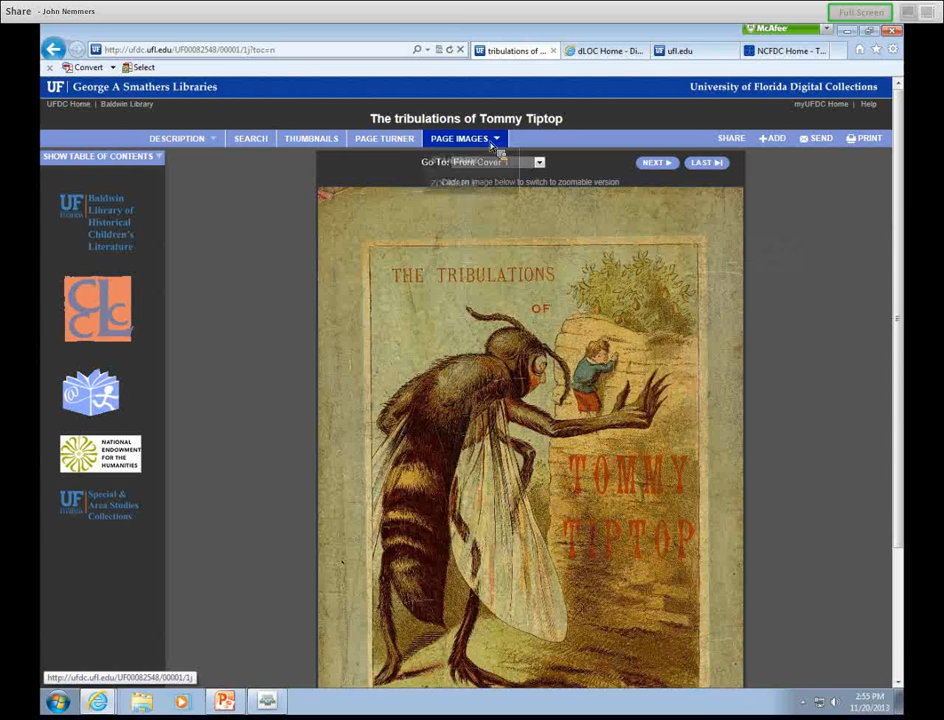 Share - John Nemmers
Full Screen
McAfee
http://ufdc.ufl.edu/UF00082548/00001/1j?toc=n
tribulations of ...
dLOC Home - Di...
ufl.edu
NCFDC Home - T...
x Convert Select
UF George A Smathers Libraries
University of Florida Digital Collections
UFDC Home | Baldwin Library
myUFDC Home | Help
The tribulations of Tommy Tiptop
DESCRIPTION SEARCH THUMBNAILS PAGE TURNER PAGE IMAGES
SHARE ADD SEND PRINT
SHOW TABLE OF CONTENTS
Go To: Front Cover
NEXT LAST
Click on image below to switch to zoomable version
UF Baldwin
Library of
Historical
Children's
Literature
CLC
NATIONAL
ENDOWMENT
FOR THE
HUMANITIES
UF Special &
Area Studies
Collections
THE TRIBULATIONS
OF
TOMMY
TIPTOP
http://ufdc.ufl.edu/UF00082548/00001/1j
2:55 PM
11/20/2013